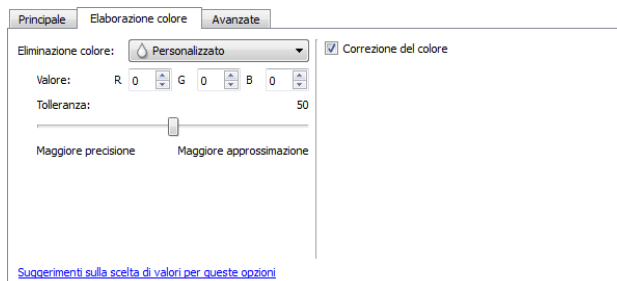 Principale Elaborazione colore Avanzate
Eliminazione colore: Personalizzato Correzione del colore
Valore: R 0 G 0 B 0
Tolleranza: 50
Maggiore precisione Maggiore approssimazione
Suggerimenti sulla scelta di valori per queste opzioni